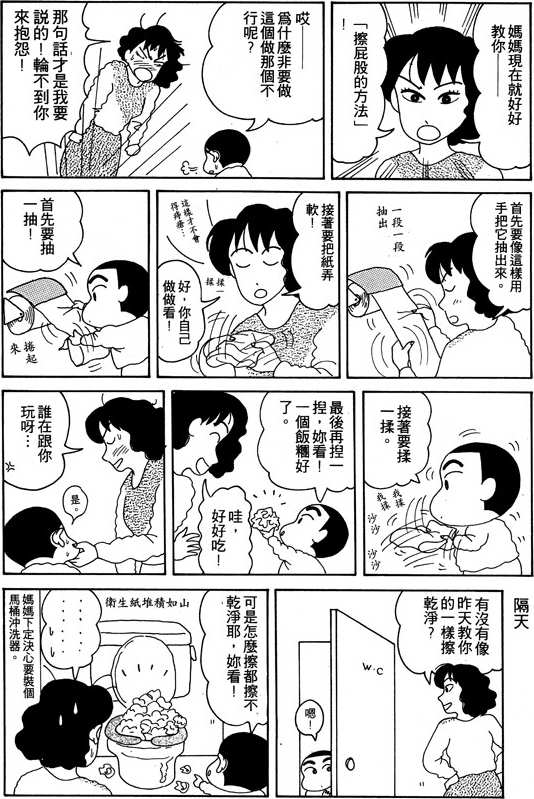 媽媽現在就好好
教你——
「擦屁股的方法」
哎——
為什麼非要做
這個做那個不
行呢?
那句話才是我要
説的!輪不到你
來抱怨!
首先要像這樣用
手把它抽出來。
一段一段
抽出
接著要把紙弄
軟!
揉——揉——
這樣才不會
得痔瘡…
好,你自己
做做看!
首先要抽
一抽!
捲起
來
接著要揉
一揉。
我揉
我揉
沙沙
沙沙
最後再捏一
捏,妳看!
一個飯糰好
了。
哇,
好好吃!
誰在跟你
玩呀…
是。
隔天
有沒有像
昨天教你
的一樣擦
乾淨?
W.C
嗯!
可是怎麼擦都擦不
乾淨耶,妳看!
衛生紙堆積如山
……
……
媽媽下定決心要裝個
馬桶沖洗器。